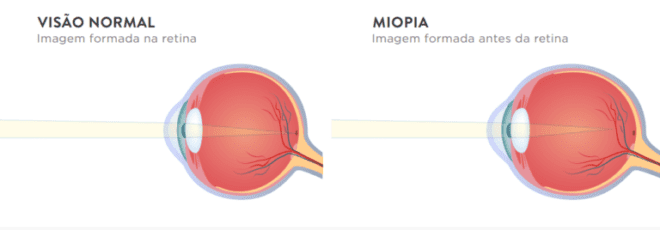 VISÃO NORMAL
Imagem formada na retina
MIOPIA
Imagem formada antes da retina